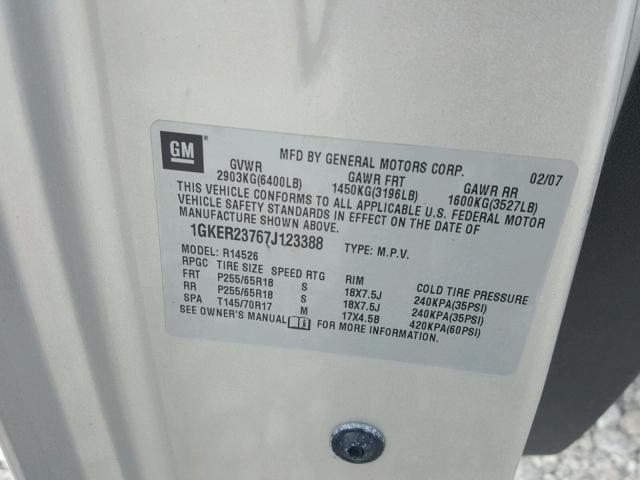 GM
MFD BY GENERAL MOTORS CORP. 02/07
GVWR GAWR FRT GAWR RR
2903KG(6400LB) 1450KG(3196LB) 1600KG(3527LB)
THIS VEHICLE CONFORMS TO ALL APPLICABLE U.S. FEDERAL MOTOR
VEHICLE SAFETY STANDARDS IN EFFECT ON THE DATE OF
MANUFACTURE SHOWN ABOVE.
1GKER23767J123388 TYPE: M.P.V.
MODEL: R14526
RPGC TIRE SIZE SPEED RTG RIM COLD TIRE PRESSURE
FRT P255/65R18 S 18X7.5J 240KPA(35PSI)
RR P255/65R18 S 18X7.5J 240KPA(35PSI)
SPA T145/70R17 M 17X4.5B 420KPA(60PSI)
SEE OWNER'S MANUAL FOR MORE INFORMATION.